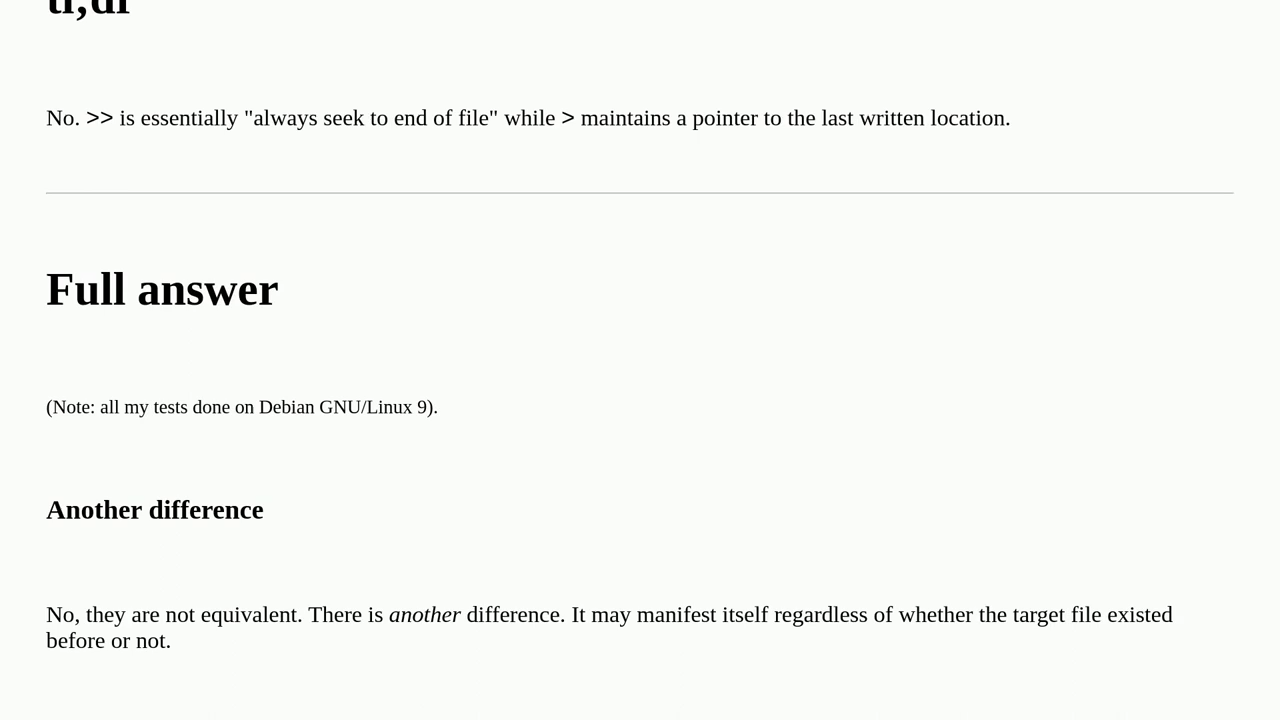 tl;dr
No. >> is essentially "always seek to end of file" while > maintains a pointer to the last written location.
Full answer
(Note: all my tests done on Debian GNU/Linux 9).
Another difference
No, they are not equivalent. There is another difference. It may manifest itself regardless of whether the target file existed
before or not.